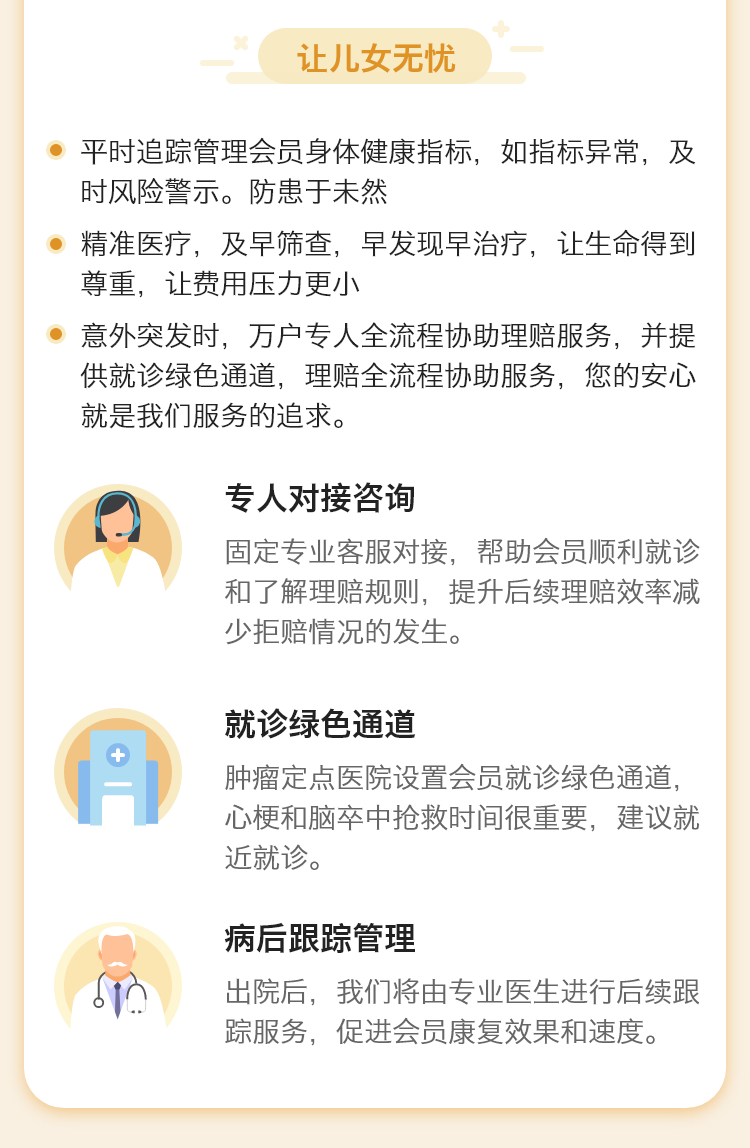 让儿女无忧
平时追踪管理会员身体健康指标，如指标异常，及
时风险警示。防患于未然
精准医疗，及早筛查，早发现早治疗，让生命得到
尊重，让费用压力更小
意外突发时，万户专人全流程协助理赔服务，并提
供就诊绿色通道，理赔全流程协助服务，您的安心
就是我们服务的追求。
专人对接咨询
固定专业客服对接，帮助会员顺利就诊
和了解理赔规则，提升后续理赔效率减
少拒赔情况的发生。
就诊绿色通道
肿瘤定点医院设置会员就诊绿色通道，
心梗和脑卒中抢救时间很重要，建议就
近就诊。
病后跟踪管理
出院后，我们将由专业医生进行后续跟
踪服务，促进会员康复效果和速度。